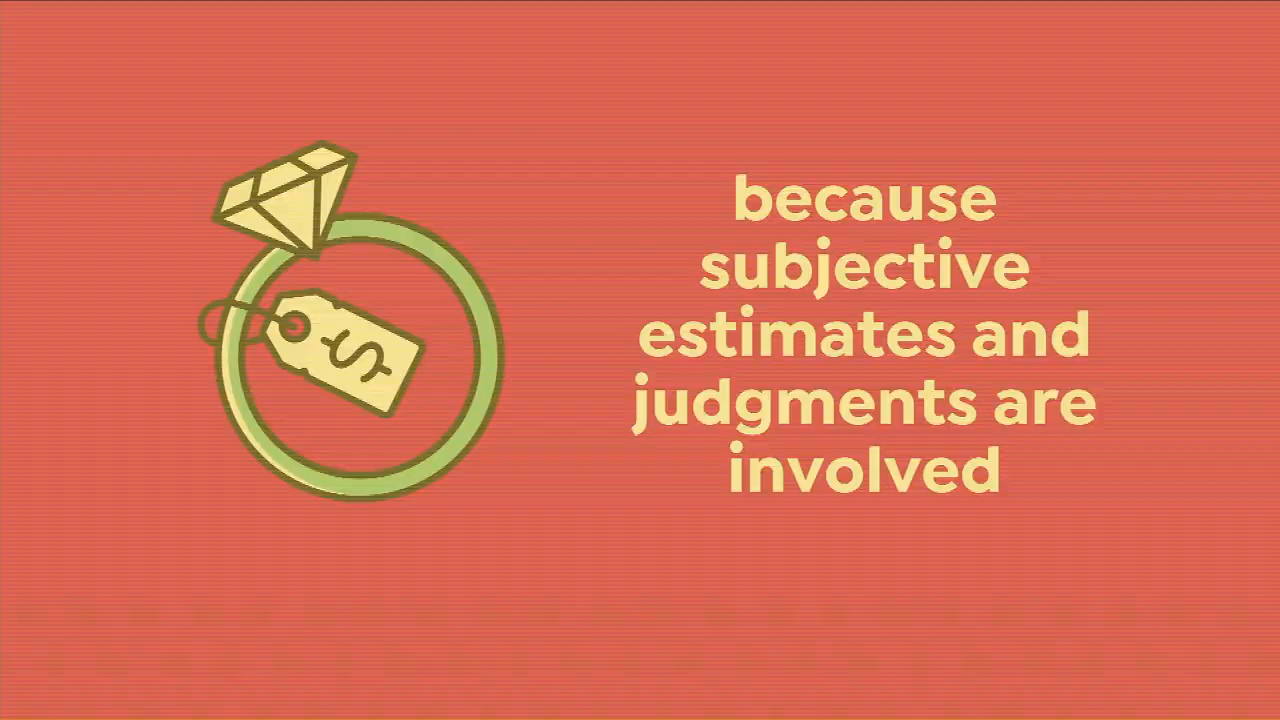 because
subjective
estimates and
judgments are
involved
$